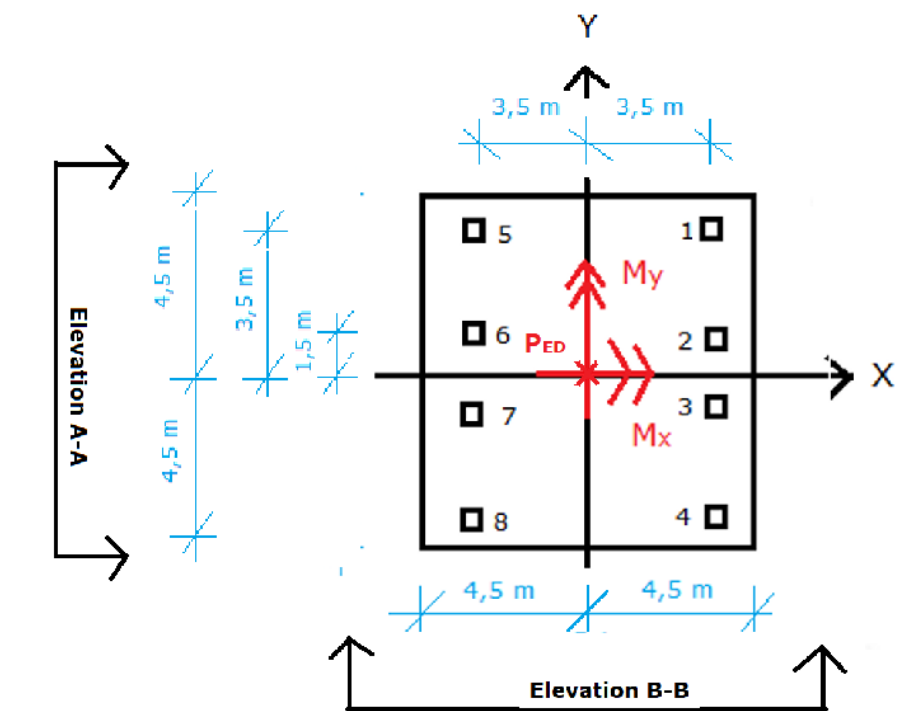 Y
3,5 m 3,5 m
5 1
My
4,5 m
3,5 m
1,5 m
6 PED 2
X
Elevation A-A
7 3
Mx
4,5 m
8 4
4,5 m 4,5 m
Elevation B-B